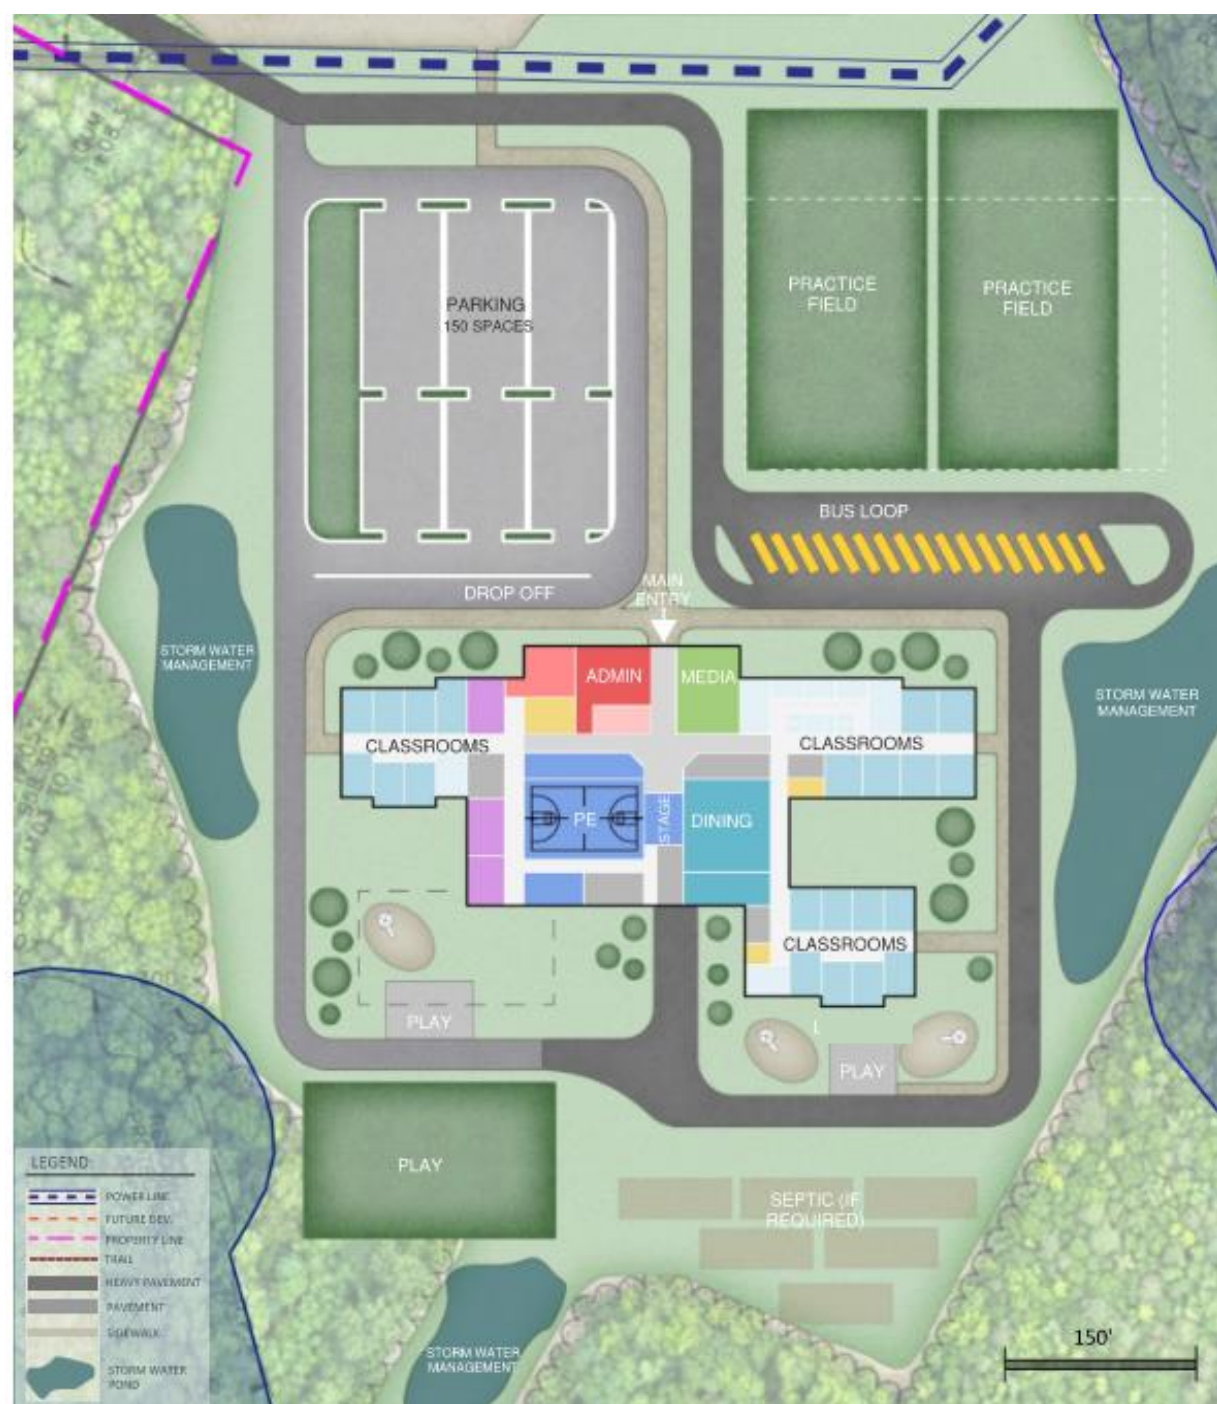 PRACTICE
FIELD
PRACTICE
FIELD
PARKING
150 SPACES
BUS LOOP
DROP OFF
MAIN
ENTRY
STORM WATER
MANAGEMENT
ADMIN
MEDIA
STORM WATER
MANAGEMENT
CLASSROOMS
CLASSROOMS
PE
STAGE
DINING
CLASSROOMS
PLAY
PLAY
PLAY
SEPTIC (IF
REQUIRED)
STORM WATER
MANAGEMENT
150'
LEGEND:
POWER LINE
FUTURE DEV.
PROPERTY LINE
TRAIL
HEAVY PAVEMENT
PAVEMENT
SIDEWALK
STORM WATER
POND